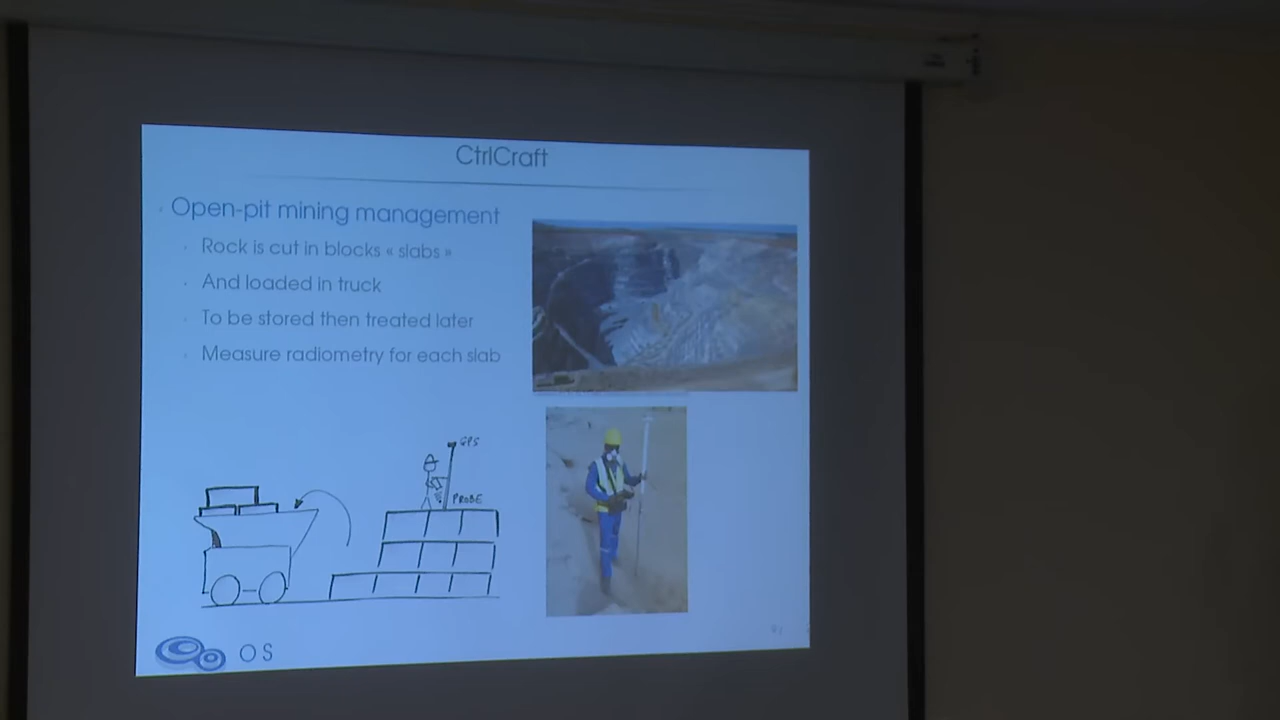 CtrlCraft
Open-pit mining management
Rock is cut in blocks « slabs »
And loaded in truck
To be stored then treated later
Measure radiometry for each slab
GPS
PROBE
OS